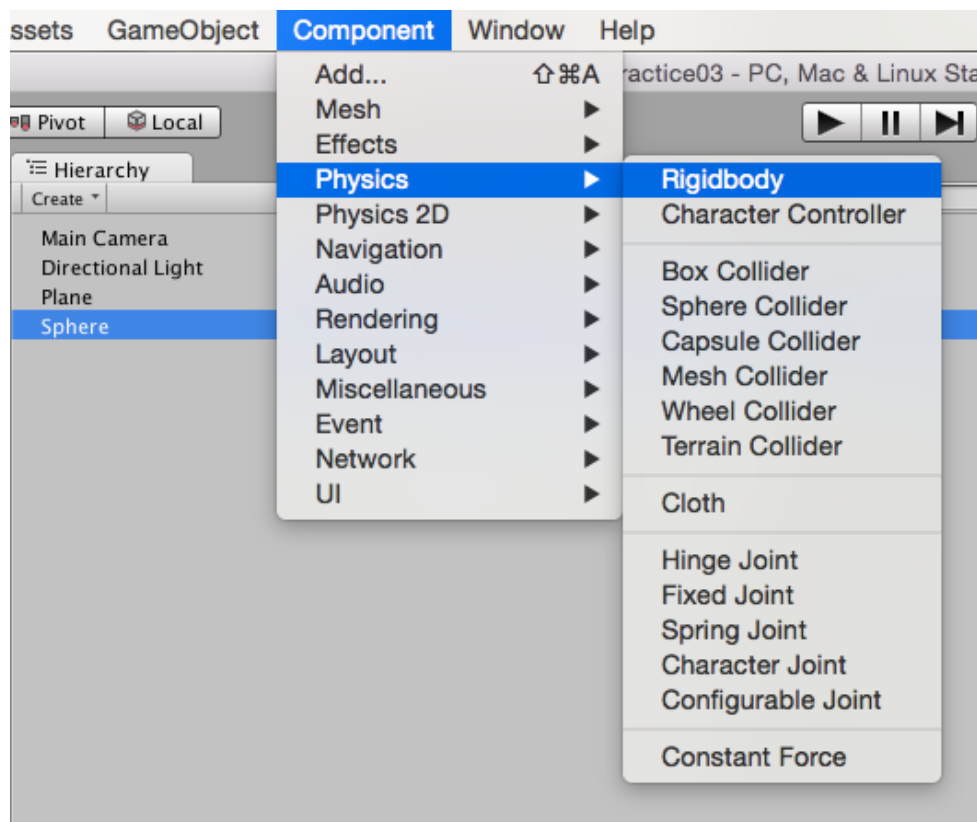 ssets GameObject Component Window Help
ractice03 - PC, Mac & Linux Sta
Pivot Local
Hierarchy
Create
Main Camera
Directional Light
Plane
Sphere
Add... ⇧⌘A
Mesh
Effects
Physics
Physics 2D
Navigation
Audio
Rendering
Layout
Miscellaneous
Event
Network
UI
Rigidbody
Character Controller
Box Collider
Sphere Collider
Capsule Collider
Mesh Collider
Wheel Collider
Terrain Collider
Cloth
Hinge Joint
Fixed Joint
Spring Joint
Character Joint
Configurable Joint
Constant Force